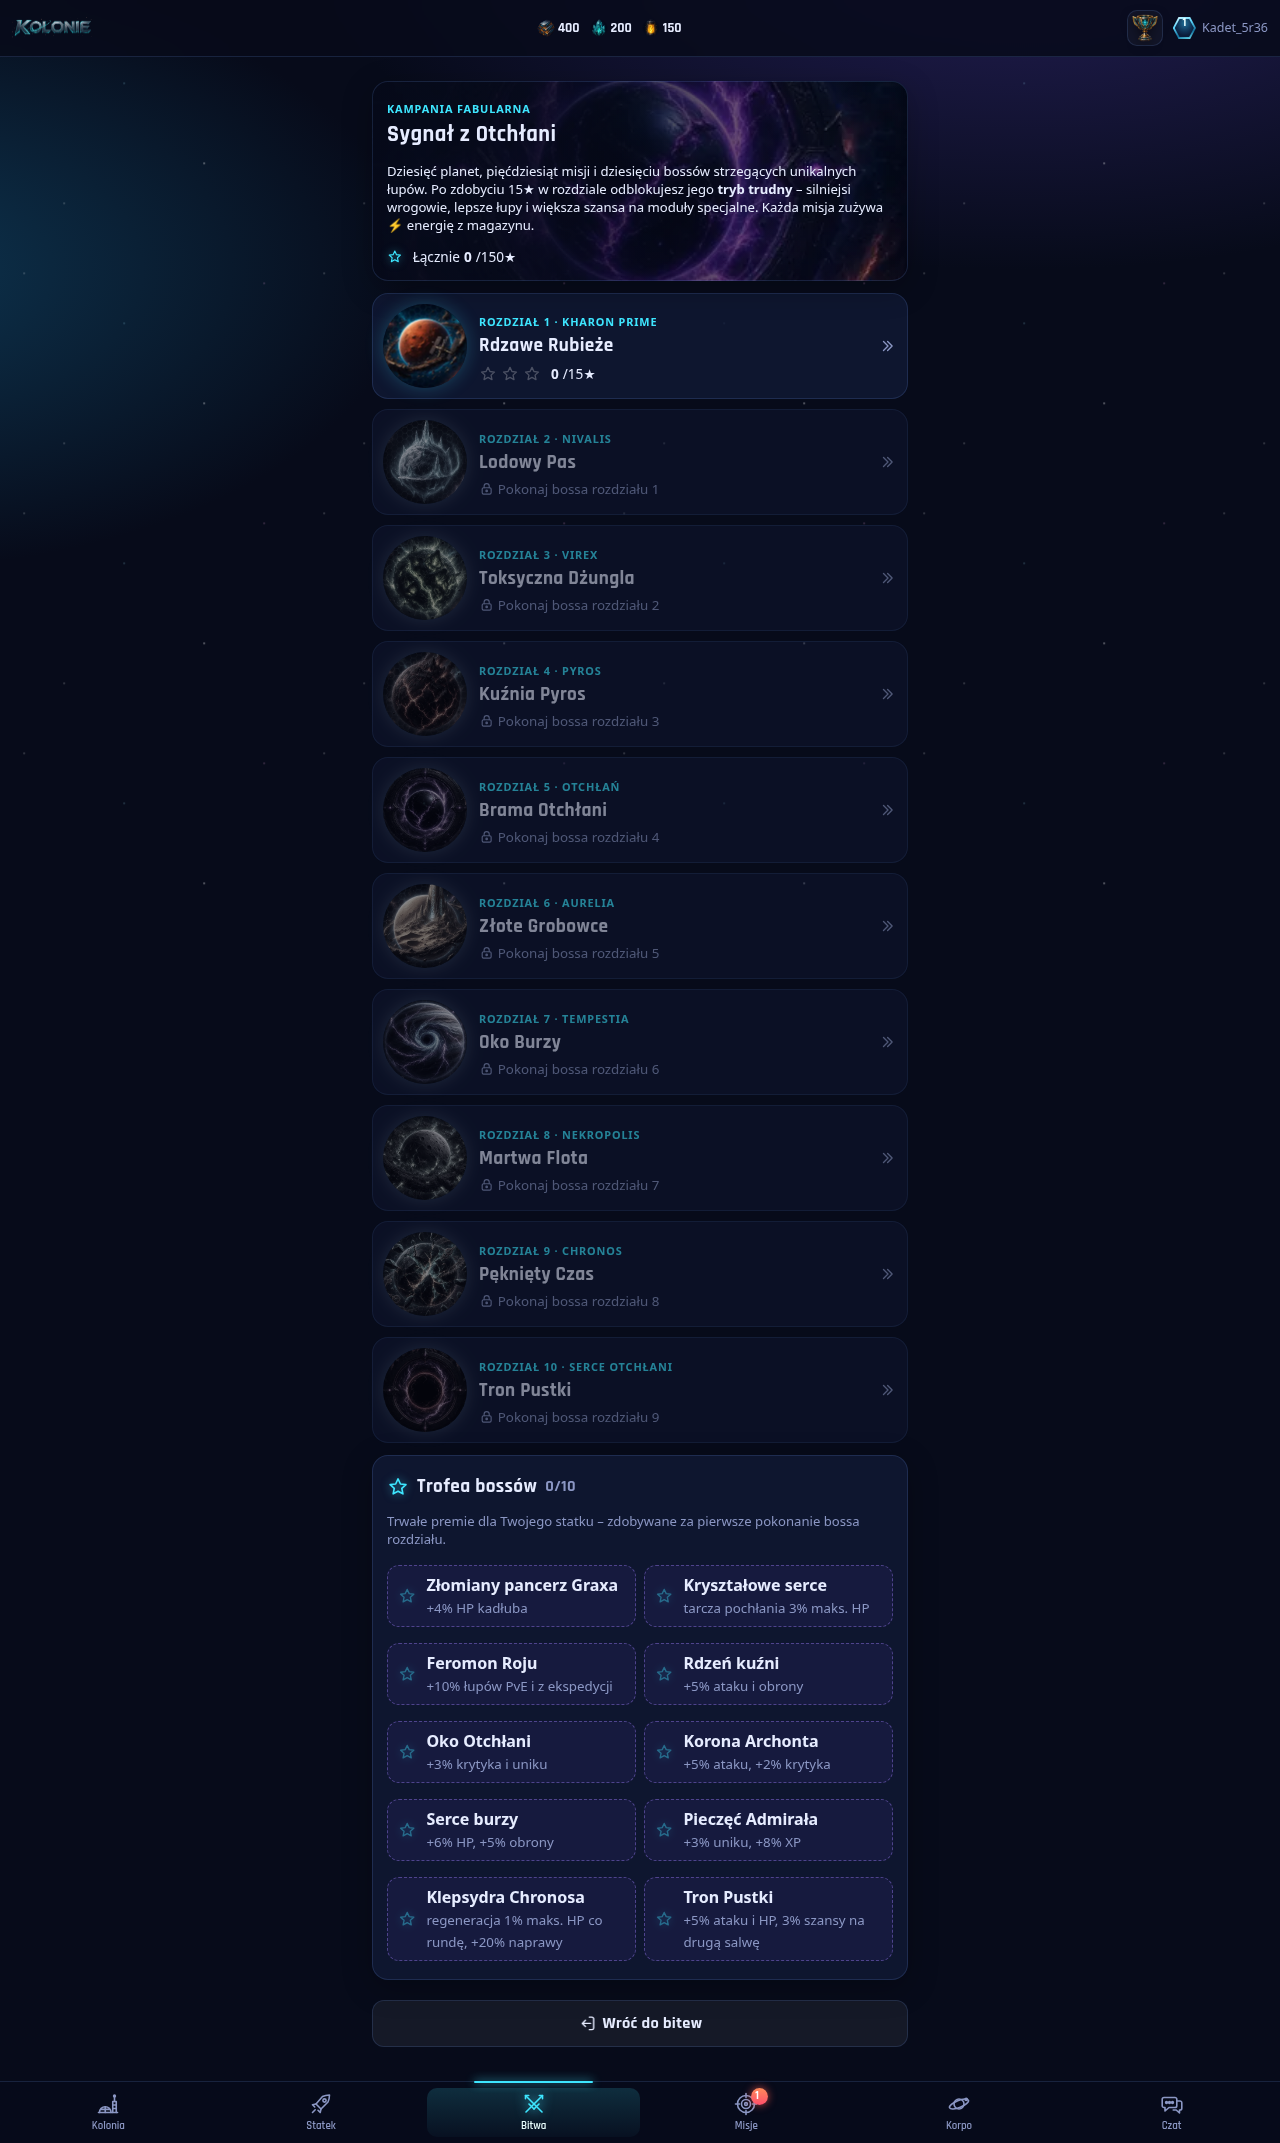 KOLONIE
400 200 150
Kadet_5r36
KAMPANIA FABULARNA
Sygnał z Otchłani
Dziesięć planet, pięćdziesiąt misji i dziesięciu bossów strzegących unikalnych
łupów. Po zdobyciu 15★ w rozdziale odblokujesz jego tryb trudny – silniejsi
wrogowie, lepsze łupy i większa szansa na moduły specjalne. Każda misja zużywa
⚡ energię z magazynu.
Łącznie 0 /150★
ROZDZIAŁ 1 · KHARON PRIME
Rdzawe Rubieże
0 /15★
ROZDZIAŁ 2 · NIVALIS
Lodowy Pas
Pokonaj bossa rozdziału 1
ROZDZIAŁ 3 · VIREX
Toksyczna Dżungla
Pokonaj bossa rozdziału 2
ROZDZIAŁ 4 · PYROS
Kuźnia Pyros
Pokonaj bossa rozdziału 3
ROZDZIAŁ 5 · OTCHŁAŃ
Brama Otchłani
Pokonaj bossa rozdziału 4
ROZDZIAŁ 6 · AURELIA
Złote Grobowce
Pokonaj bossa rozdziału 5
ROZDZIAŁ 7 · TEMPESTIA
Oko Burzy
Pokonaj bossa rozdziału 6
ROZDZIAŁ 8 · NEKROPOLIS
Martwa Flota
Pokonaj bossa rozdziału 7
ROZDZIAŁ 9 · CHRONOS
Pęknięty Czas
Pokonaj bossa rozdziału 8
ROZDZIAŁ 10 · SERCE OTCHŁANI
Tron Pustki
Pokonaj bossa rozdziału 9
Trofea bossów 0/10
Trwałe premie dla Twojego statku – zdobywane za pierwsze pokonanie bossa
rozdziału.
Złomiany pancerz Graxa
+4% HP kadłuba
Kryształowe serce
tarcza pochłania 3% maks. HP
Feromon Roju
+10% łupów PvE i z ekspedycji
Rdzeń kuźni
+5% ataku i obrony
Oko Otchłani
+3% krytyka i uniku
Korona Archonta
+5% ataku, +2% krytyka
Serce burzy
+6% HP, +5% obrony
Pieczęć Admirała
+3% uniku, +8% XP
Klepsydra Chronosa
regeneracja 1% maks. HP co
rundę, +20% naprawy
Tron Pustki
+5% ataku i HP, 3% szansy na
drugą salwę
Wróć do bitew
Kolonia
Statek
Bitwa
1
Misje
Korpo
Czat